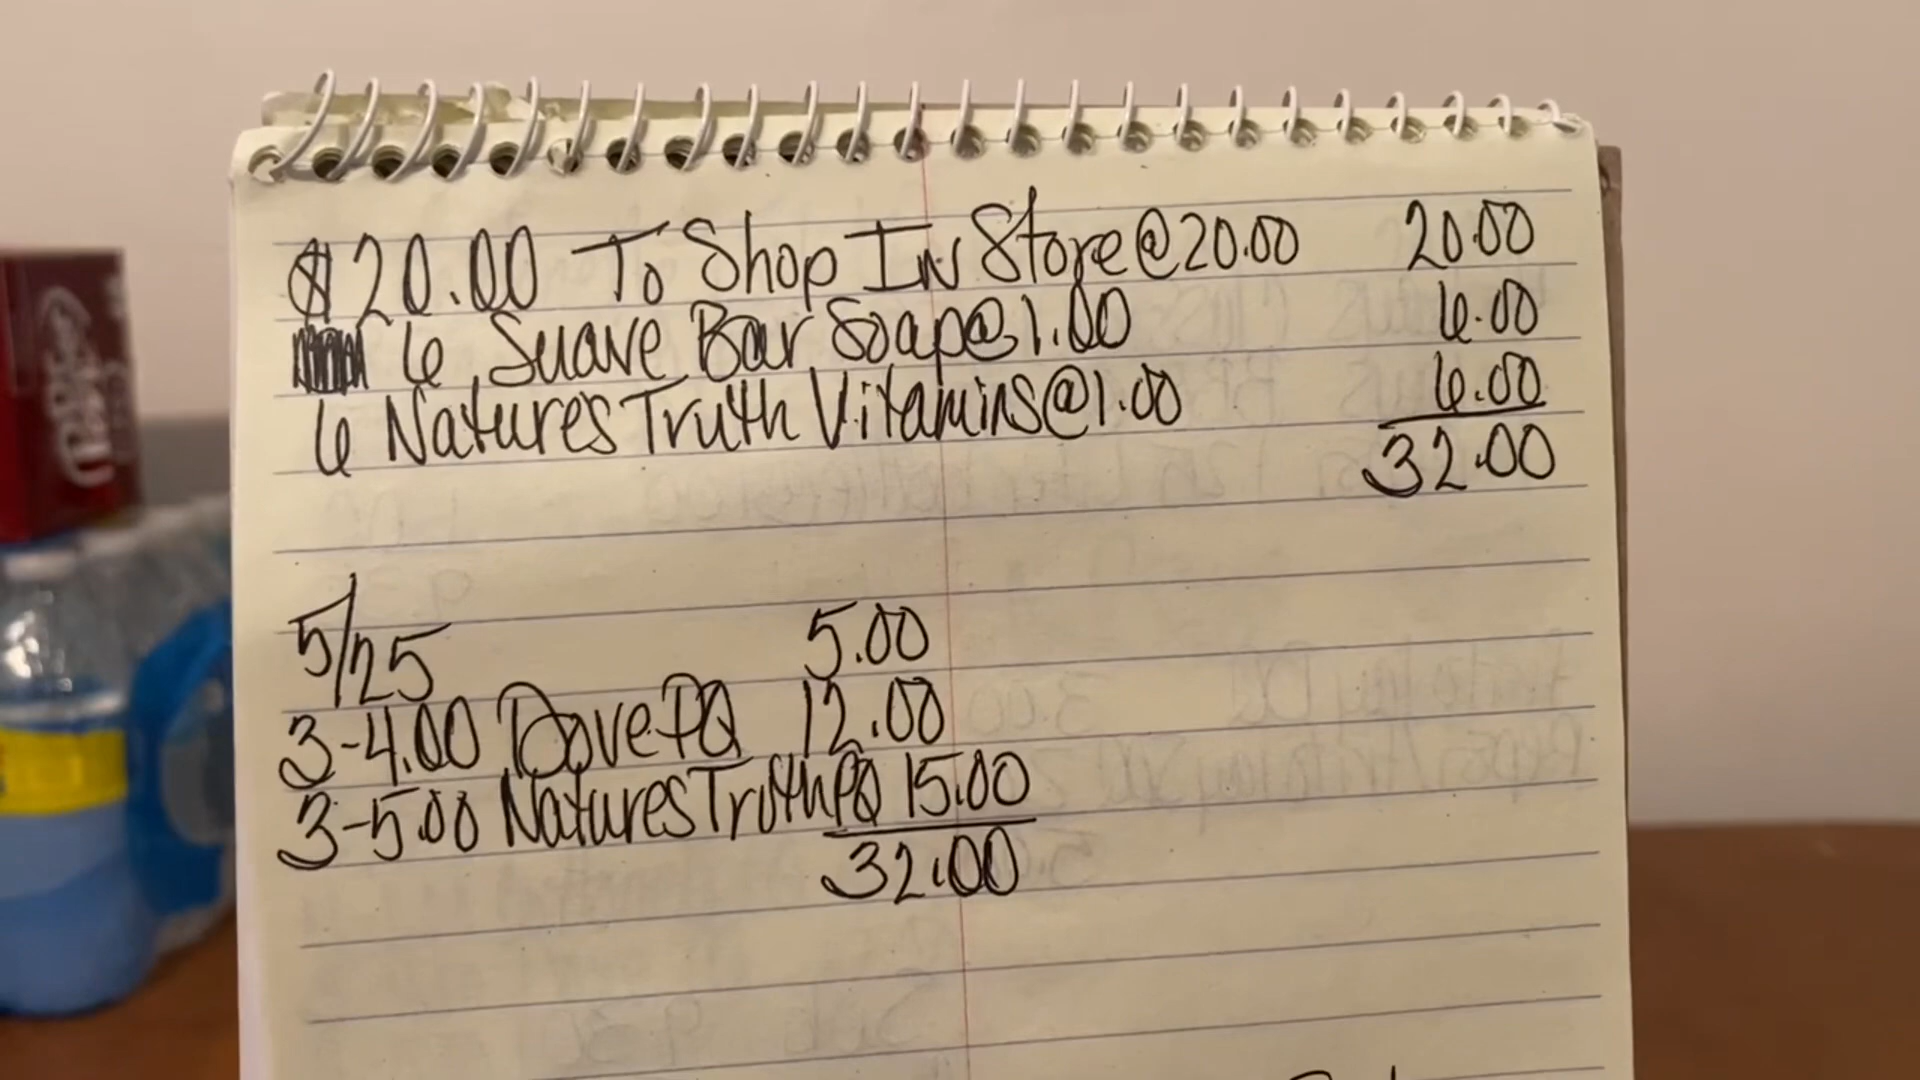 $20.00 To Shop In Store @ 20.00 20.00
6 Suave Bar Soap @ 1.00 6.00
6 Natures Truth Vitamins @ 1.00 6.00
32.00
5/25 5.00
3-4.00 Dove PQ 12.00
3-5.00 Natures Truth PQ 15.00
32.00